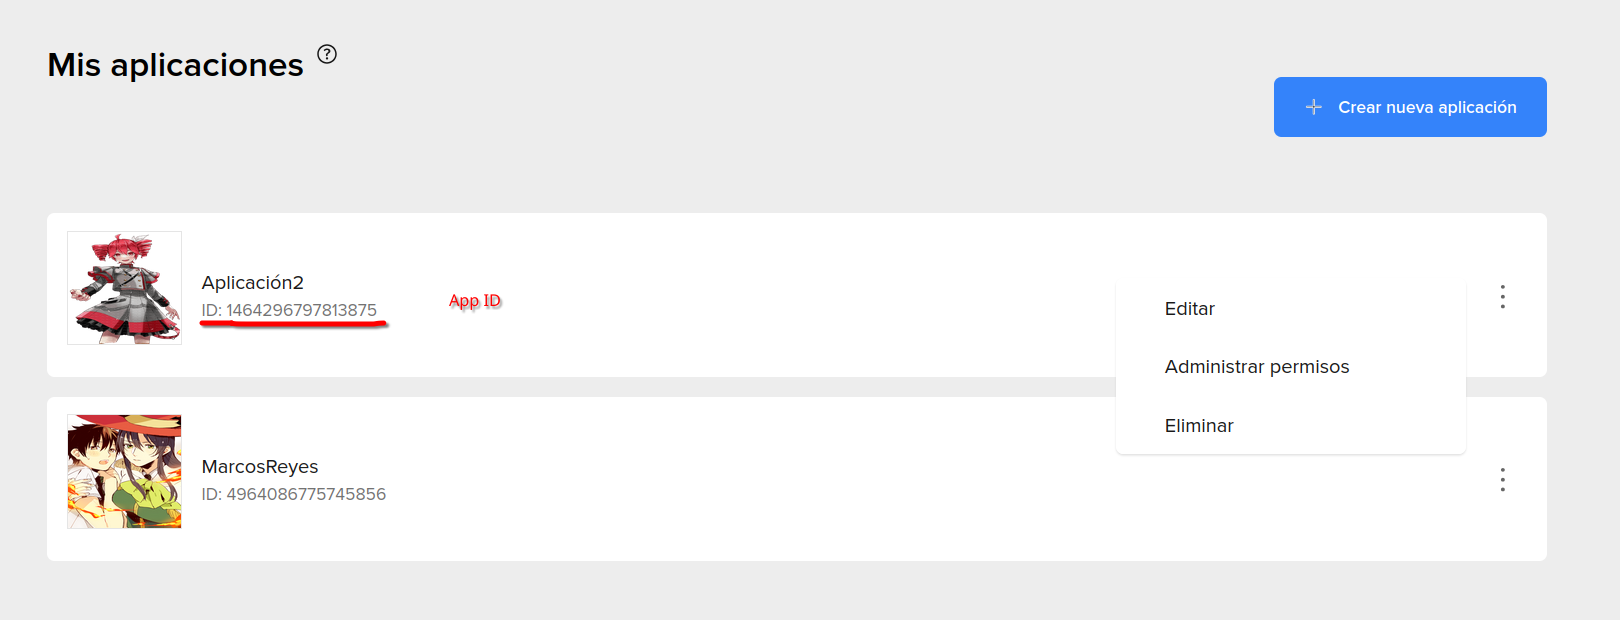 Mis aplicaciones ?
Crear nueva aplicación
Aplicación2
ID: 1464296797813875
App ID
Editar
Administrar permisos
Eliminar
MarcosReyes
ID: 4964086775745856